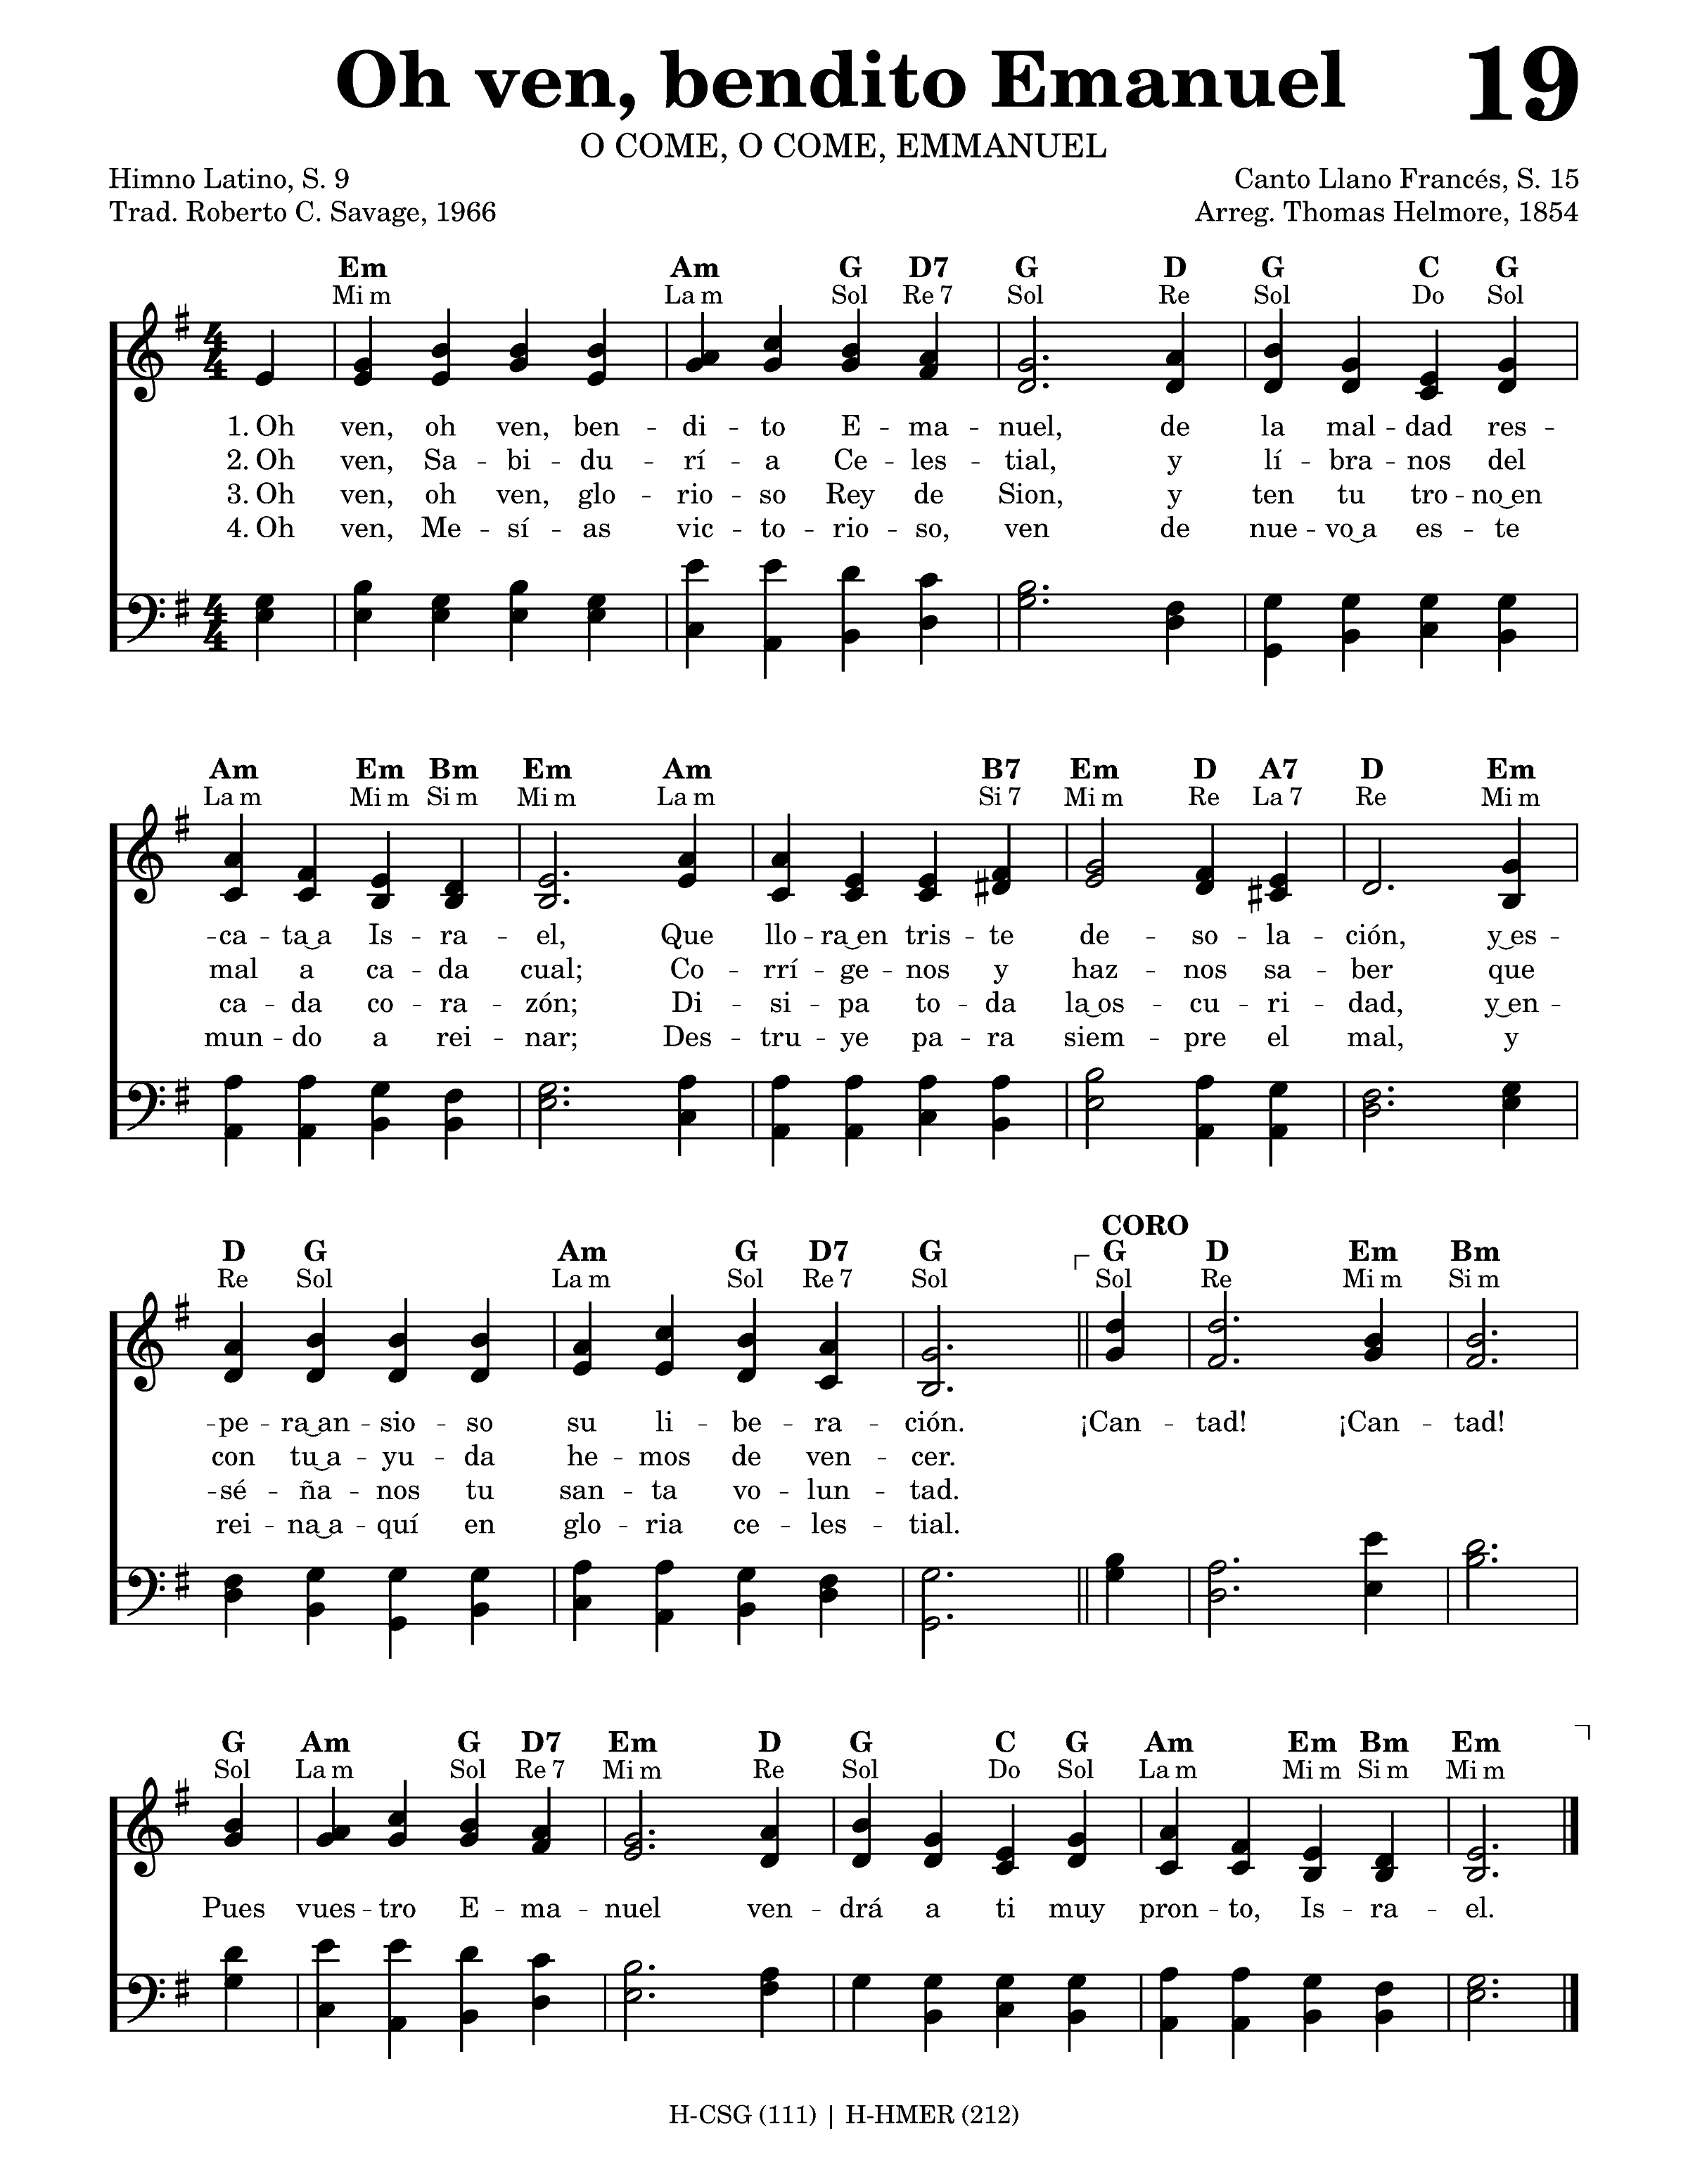 Oh ven, bendito Emanuel 19
O COME, O COME, EMMANUEL
Himno Latino, S. 9 Canto Llano Francés, S. 15
Trad. Roberto C. Savage, 1966 Arreg. Thomas Helmore, 1854
Em Am G D7 G D G C G
Mi m La m Sol Re 7 Sol Re Sol Do Sol
4 4
1. Oh ven, oh ven, ben – di – to E – ma – nuel, de la mal – dad res –
2. Oh ven, Sa – bi – du – rí – a Ce – les – tial, y lí – bra – nos del
3. Oh ven, oh ven, glo – rio – so Rey de Sion, y ten tu tro – no‿en
4. Oh ven, Me – sí – as vic – to – rio – so, ven de nue – vo‿a es – te
4 4
Am Em Bm Em Am B7 Em D A7 D Em
La m Mi m Si m Mi m La m Si 7 Mi m Re La 7 Re Mi m
– ca – ta‿a Is – ra – el, Que llo – ra‿en tris – te de – so – la – ción, y‿es –
mal a ca – da cual; Co – rrí – ge – nos y haz – nos sa – ber que
ca – da co – ra – zón; Di – si – pa to – da la‿os – cu – ri – dad, y‿en –
mun – do a rei – nar; Des – tru – ye pa – ra siem – pre el mal, y
CORO
D G Am G D7 G G D Em Bm
Re Sol La m Sol Re 7 Sol Sol Re Mi m Si m
– pe – ra‿an – sio – so su li – be – ra – ción. ¡Can – tad! ¡Can – tad!
con tu‿a – yu – da he – mos de ven – cer.
– sé – ña – nos tu san – ta vo – lun – tad.
rei – na‿a – quí en glo – ria ce – les – tial.
G Am G D7 Em D G C G Am Em Bm Em
Sol La m Sol Re 7 Mi m Re Sol Do Sol La m Mi m Si m Mi m
Pues vues – tro E – ma – nuel ven – drá a ti muy pron – to, Is – ra – el.
H-CSG (111) | H-HMER (212)